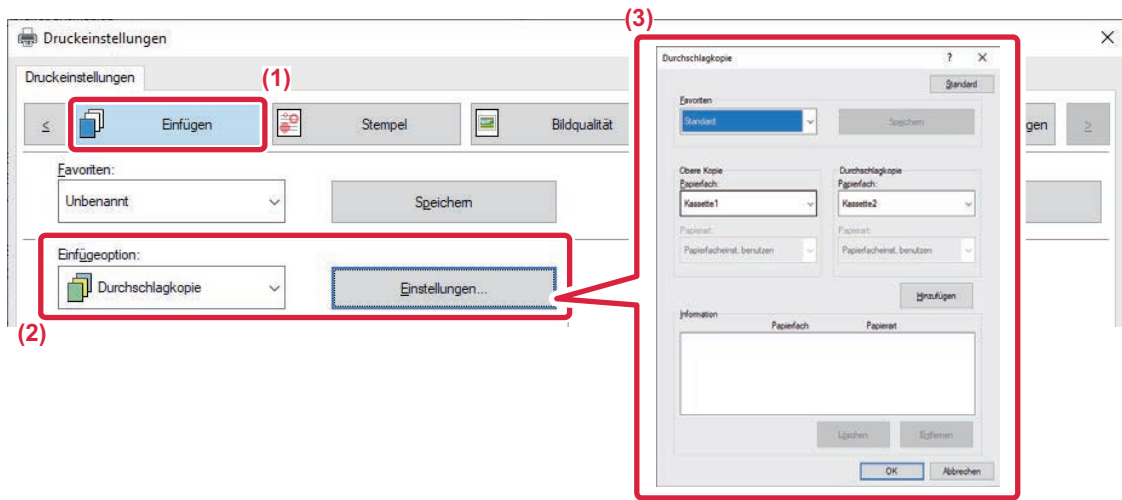 (3)
Druckeinstellungen
Druckeinstellungen
(1)
< Einfügen Stempel Bildqualität gen >
Favoriten:
Unbenannt Speichern
Einfügeoption:
Durchschlagkopie Einstellungen...
(2)
Durchschlagkopie ?
Standard
Favoriten
Standard Speichern
Obere Kopie Durchschlagkopie
Papierfach: Papierfach:
Kassette1 Kassette2
Papierart: Papierart:
Papierfacheinst. benutzen Papierfacheinst. benutzen
Hinzufügen
Information
Papierfach Papierart
Löschen Entfernen
OK Abbrechen